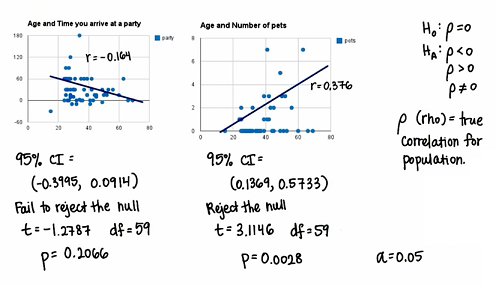 Age and Time you arrive at a party
180
120
60
0
-60
0
20
40
60
80
party
r=-0.164
95% CI =
(-0.3995, 0.0914)
Fail to reject the null
t=-1.2787 df=59
p=0.2066
Age and Number of pets
8
6
4
2
0
0
20
40
60
80
pets
r=0.376
95% CI=
(0.1369, 0.5733)
Reject the null
t=3.1146 df=59
p=0.0028
H₀: ρ=0
Hᴀ: ρ<0
ρ>0
ρ≠0
ρ (rho) = true
correlation for
population.
a=0.05